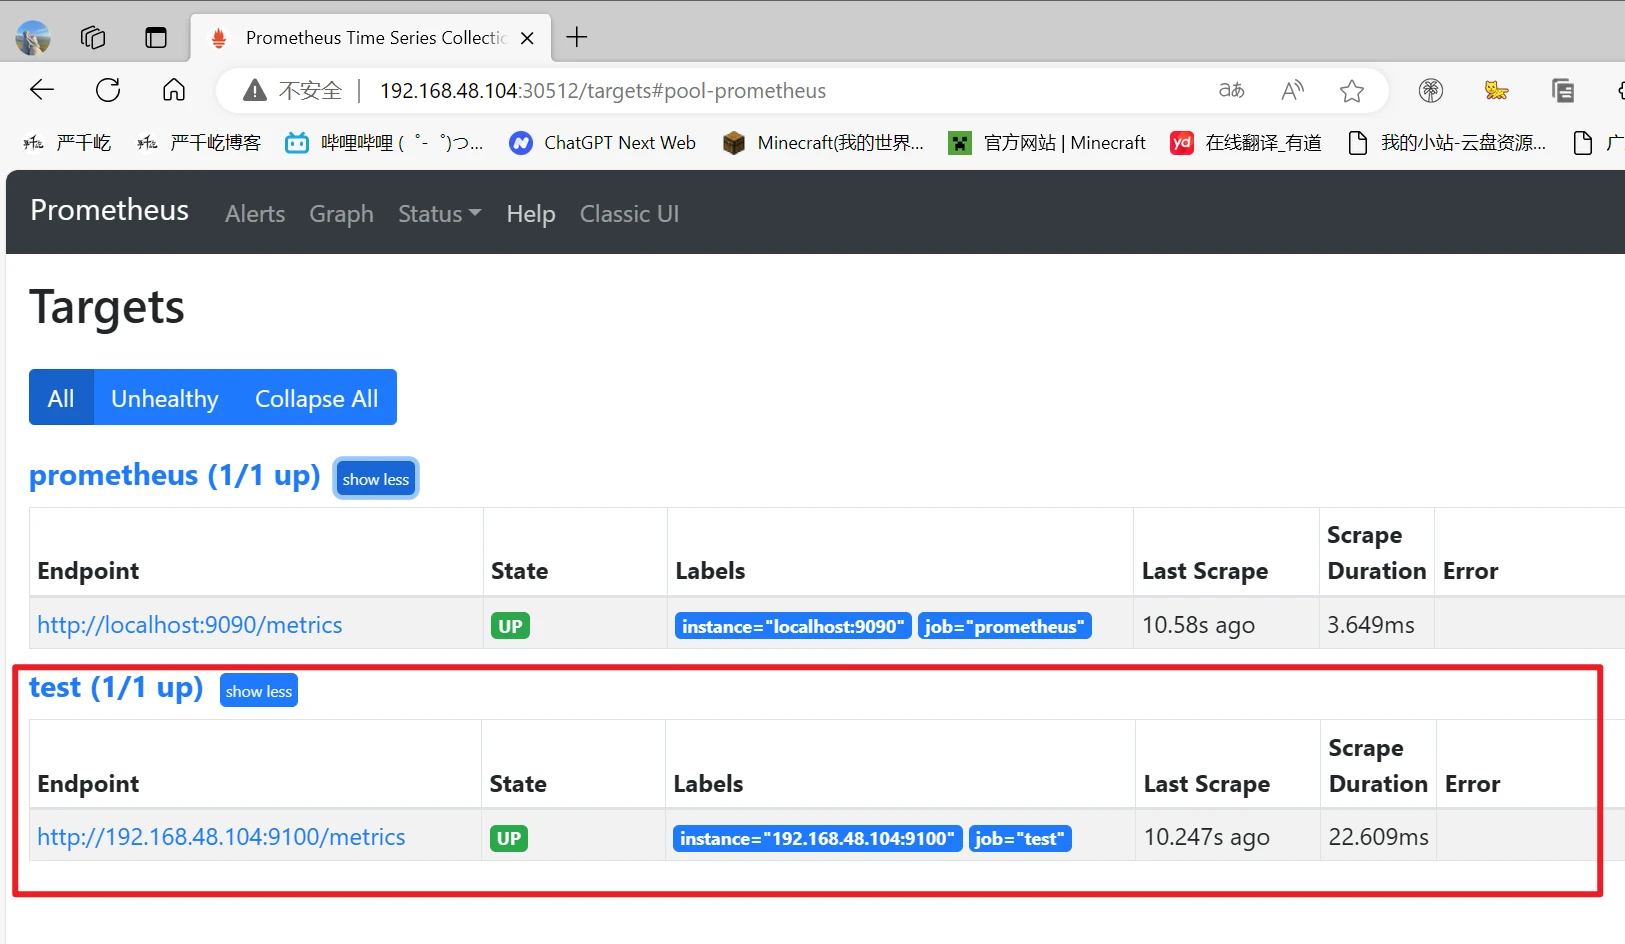 Prometheus Time Series Collectio
不安全 192.168.48.104:30512/targets#pool-prometheus ああ A
严千屹 严千屹博客 哔哩哔哩 (゜-゜)つ... ChatGPT Next Web Minecraft(我的世界... 官方网站 | Minecraft yd 在线翻译_有道 我的小站-云盘资源... 广
Prometheus Alerts Graph Status Help Classic UI
Targets
All Unhealthy Collapse All
prometheus (1/1 up) show less
Endpoint State Labels Last Scrape Scrape Duration Error
http://localhost:9090/metrics UP instance="localhost:9090" job="prometheus" 10.58s ago 3.649ms
test (1/1 up) show less
Endpoint State Labels Last Scrape Scrape Duration Error
http://192.168.48.104:9100/metrics UP instance="192.168.48.104:9100" job="test" 10.247s ago 22.609ms